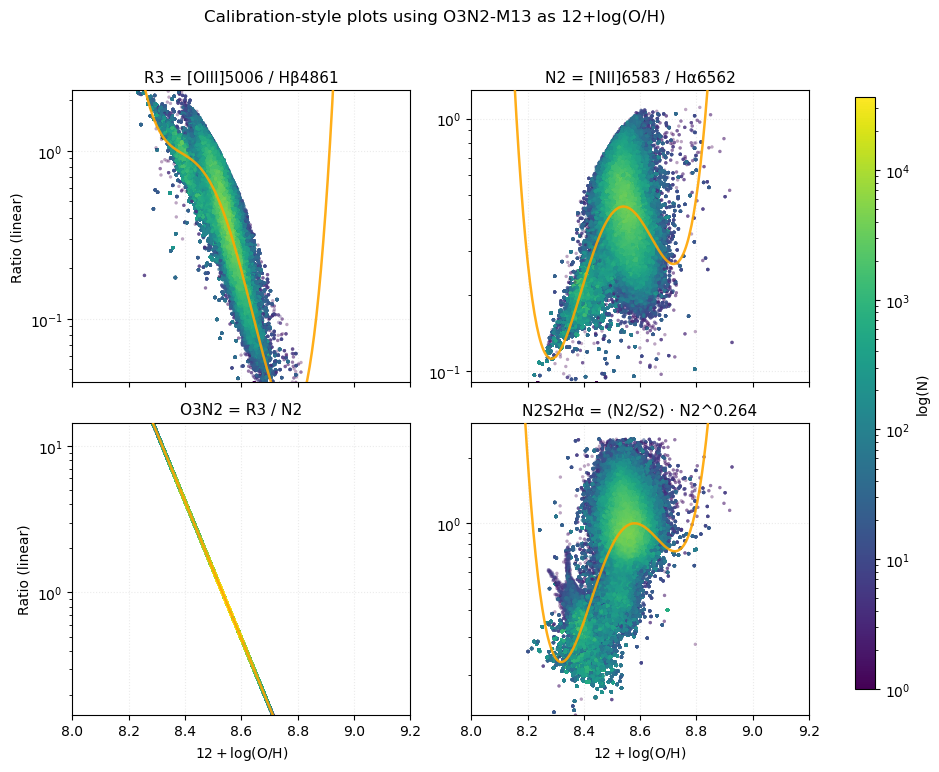 Calibration-style plots using O3N2-M13 as 12+log(O/H)
R3 = [OIII]5006 / Hβ4861
N2 = [NII]6583 / Hα6562
Ratio (linear)
10⁰
10⁻¹
10⁰
10⁻¹
O3N2 = R3 / N2
N2S2Hα = (N2/S2) · N2^0.264
Ratio (linear)
10¹
10⁰
10⁰
8.0 8.2 8.4 8.6 8.8 9.0 9.2
8.0 8.2 8.4 8.6 8.8 9.0 9.2
12 + log(O/H)
12 + log(O/H)
10⁴
10³
10²
10¹
10⁰
log(N)